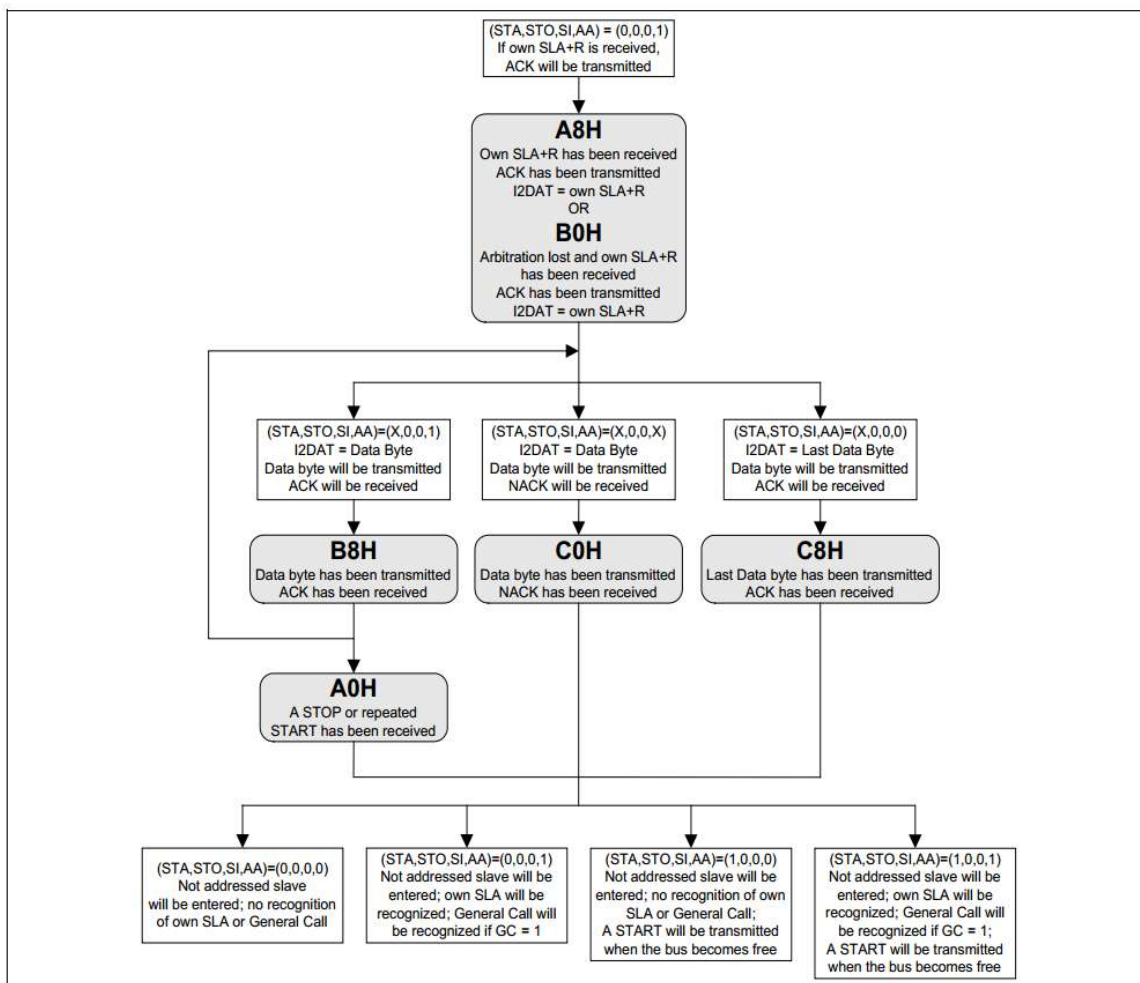 (STA,STO,SI,AA) = (0,0,0,1)
If own SLA+R is received,
ACK will be transmitted
A8H
Own SLA+R has been received
ACK has been transmitted
I2DAT = own SLA+R
OR
B0H
Arbitration lost and own SLA+R
has been received
ACK has been transmitted
I2DAT = own SLA+R
(STA,STO,SI,AA)=(X,0,0,1)
I2DAT = Data Byte
Data byte will be transmitted
ACK will be received
(STA,STO,SI,AA)=(X,0,0,X)
I2DAT = Data Byte
Data byte will be transmitted
NACK will be received
(STA,STO,SI,AA)=(X,0,0,0)
I2DAT = Last Data Byte
Data byte will be transmitted
ACK will be received
B8H
Data byte has been transmitted
ACK has been received
C0H
Data byte has been transmitted
NACK has been received
C8H
Last Data byte has been transmitted
ACK has been received
A0H
A STOP or repeated
START has been received
(STA,STO,SI,AA)=(0,0,0,0)
Not addressed slave
will be entered; no recognition
of own SLA or General Call
(STA,STO,SI,AA)=(0,0,0,1)
Not addressed slave will be
entered; own SLA will be
recognized; General Call will
be recognized if GC = 1
(STA,STO,SI,AA)=(1,0,0,0)
Not addressed slave will be
entered; no recognition of own
SLA or General Call;
A START will be transmitted
when the bus becomes free
(STA,STO,SI,AA)=(1,0,0,1)
Not addressed slave will be
entered; own SLA will be
recognized; General Call will
be recognized if GC = 1;
A START will be transmitted
when the bus becomes free